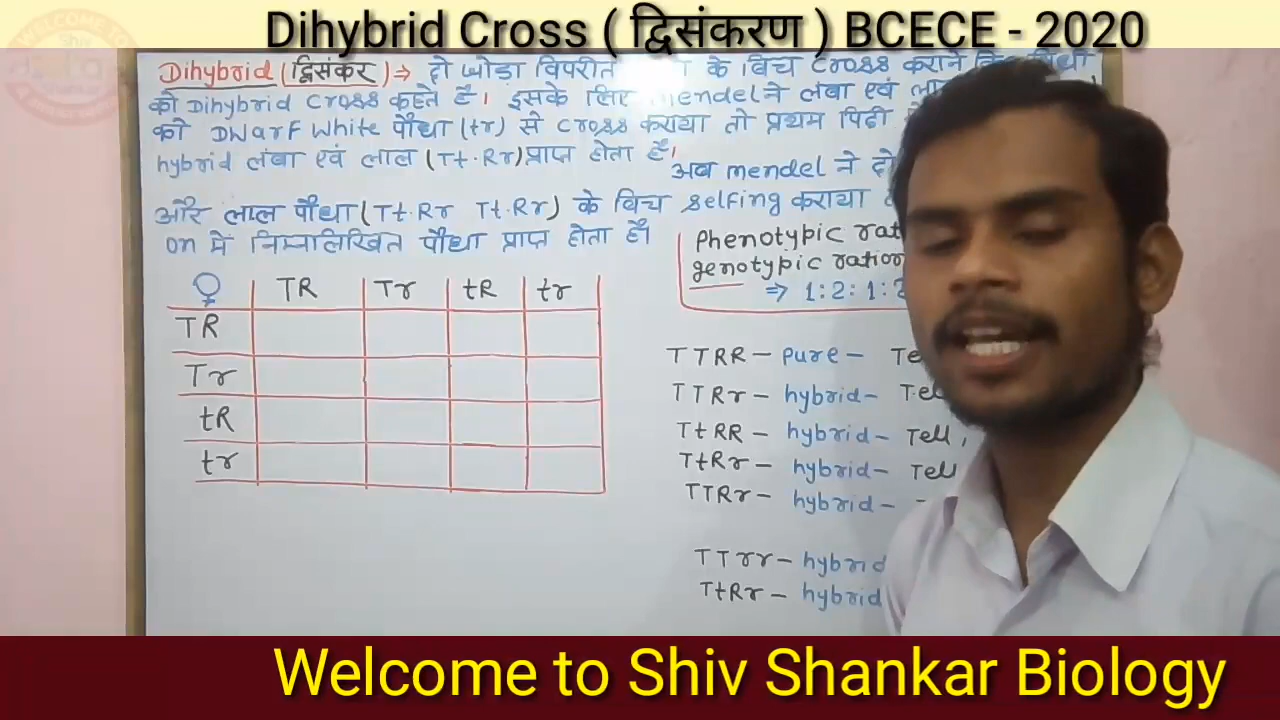 Dihybrid Cross ( द्विसंकरण ) BCECE - 2020
Dihybrid (द्विसंकर) ⇒ दो जोड़ा विपरीत T के विच Cross कराने
को Dihybrid Cross कहते है। इसके लिए mendel ने लंबा एवं
को DWarF White पौधा (tr) से Cross कराया तो प्रथम पिढी
hybrid लंबा एवं लाल (Tt.Rr) प्राप्त होता है।
अब mendel ने दो
और लाल पौधा (Tt.Rr Tt.Rr) के विच selfing कराया
on में निम्नालिखित पौधा प्राप्त होता है।
Phenotypic rat
genotypic ration
⇒ 1:2:1:2
♀ TR Tr tR tr
TR
Tr
tR
tr
TTRR – pure – Te
TTRr – hybrid – Tel
TtRR – hybrid – Tell,
TtRr – hybrid – Tell
TTRr – hybrid –
TTrr – hybrid
TtRr – hybrid
Welcome to Shiv Shankar Biology